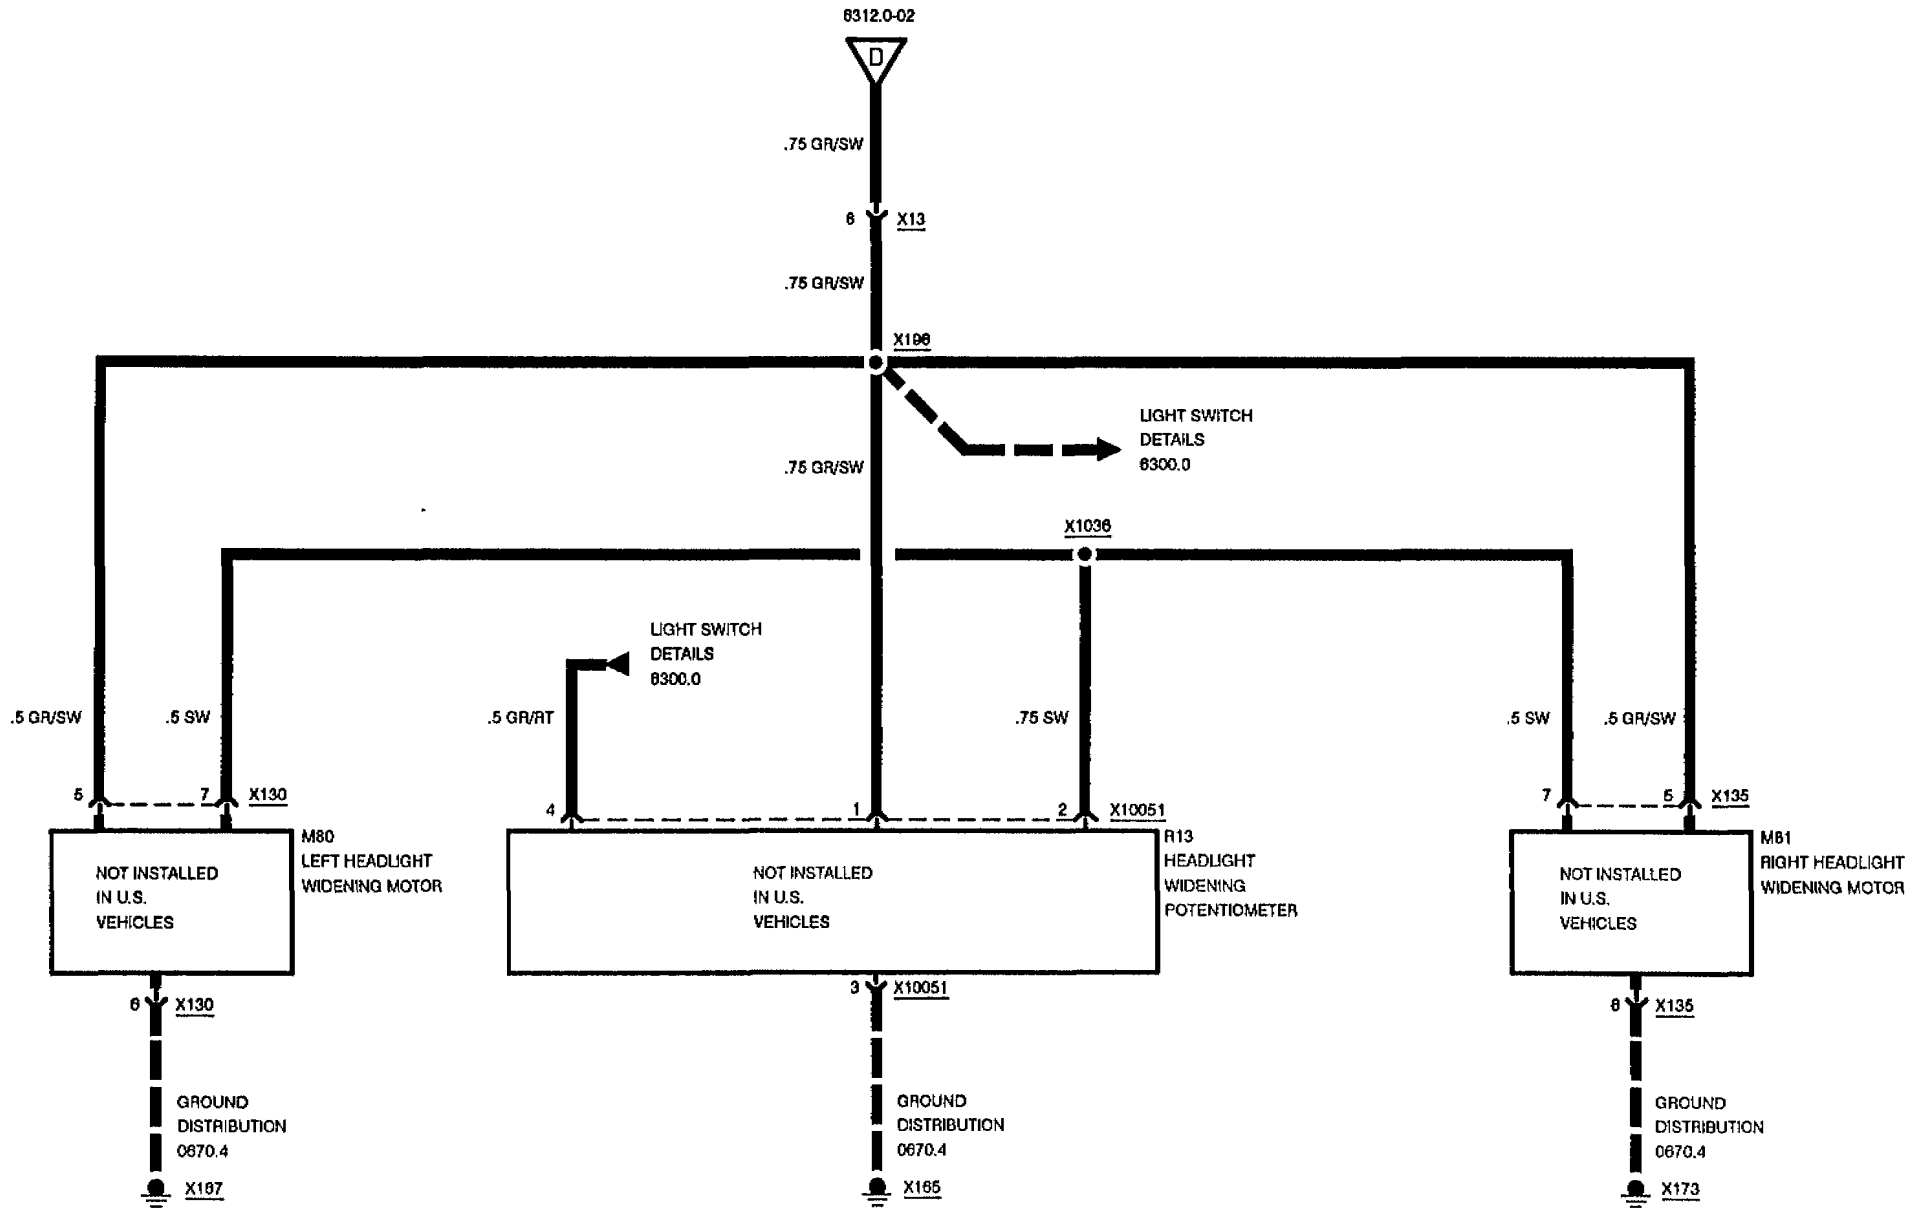 6312.0-02
D
.75 GR/SW
6 X13
.75 GR/SW
X196
LIGHT SWITCH
DETAILS
6300.0
.75 GR/SW
X1036
LIGHT SWITCH
DETAILS
6300.0
.5 GR/SW
.5 SW
.5 GR/RT
.75 SW
.5 SW
.5 GR/SW
5 7 X130
4 1 2 X10051
7 5 X135
M80
LEFT HEADLIGHT
WIDENING MOTOR
NOT INSTALLED
IN U.S.
VEHICLES
R13
HEADLIGHT
WIDENING
POTENTIOMETER
NOT INSTALLED
IN U.S.
VEHICLES
M81
RIGHT HEADLIGHT
WIDENING MOTOR
NOT INSTALLED
IN U.S.
VEHICLES
6 X130
3 X10051
6 X135
GROUND
DISTRIBUTION
0670.4
GROUND
DISTRIBUTION
0670.4
GROUND
DISTRIBUTION
0670.4
X167
X165
X173